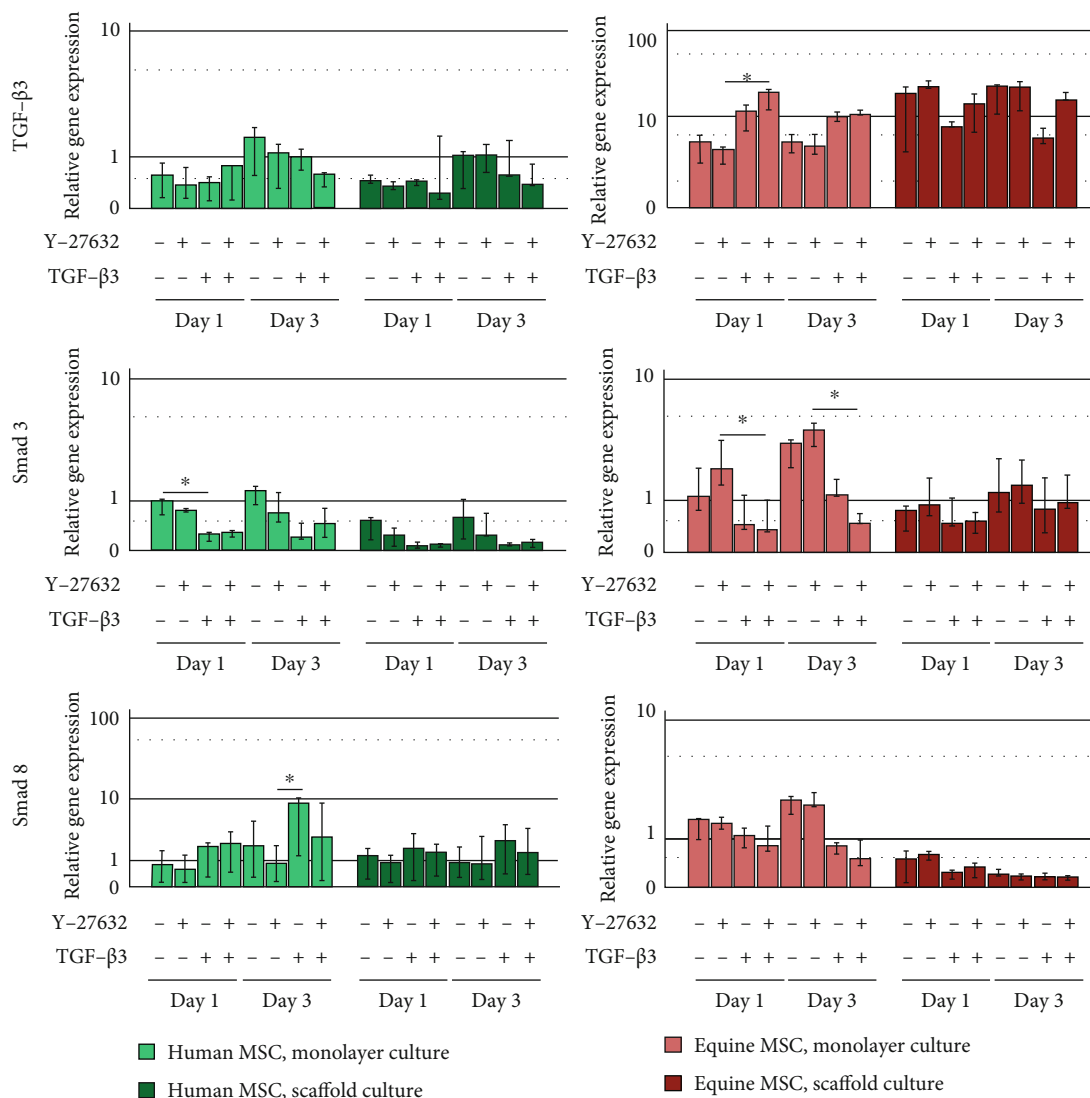 TGF–β3
Relative gene expression
10
1
0
Relative gene expression
100
10
0
*
Y–27632 – + – + – + – + – + – + – + – +
TGF–β3 – – + + – – + + – – + + – – + +
Day 1 Day 3 Day 1 Day 3
Y–27632 – + – + – + – + – + – + – + – +
TGF–β3 – – + + – – + + – – + + – – + +
Day 1 Day 3 Day 1 Day 3
Smad 3
Relative gene expression
10
1
0
*
Relative gene expression
10
1
0
* *
Y–27632 – + – + – + – + – + – + – + – +
TGF–β3 – – + + – – + + – – + + – – + +
Day 1 Day 3 Day 1 Day 3
Y–27632 – + – + – + – + – + – + – + – +
TGF–β3 – – + + – – + + – – + + – – + +
Day 1 Day 3 Day 1 Day 3
Smad 8
Relative gene expression
100
10
1
0
*
Relative gene expression
10
1
0
Y–27632 – + – + – + – + – + – + – + – +
TGF–β3 – – + + – – + + – – + + – – + +
Day 1 Day 3 Day 1 Day 3
Y–27632 – + – + – + – + – + – + – + – +
TGF–β3 – – + + – – + + – – + + – – + +
Day 1 Day 3 Day 1 Day 3
Human MSC, monolayer culture
Human MSC, scaffold culture
Equine MSC, monolayer culture
Equine MSC, scaffold culture